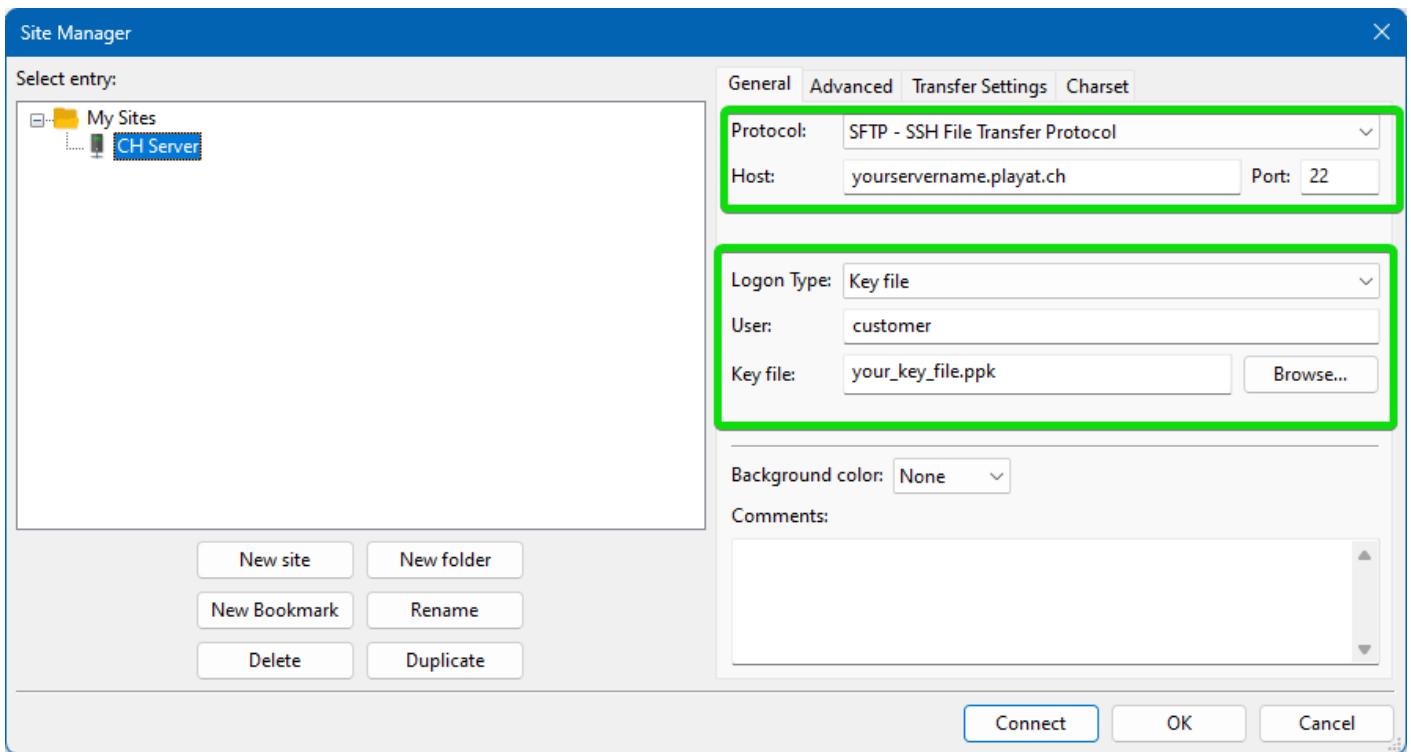 Site Manager
Select entry:
My Sites
CH Server
New site
New folder
New Bookmark
Rename
Delete
Duplicate
General Advanced Transfer Settings Charset
Protocol: SFTP - SSH File Transfer Protocol
Host: yourservername.playat.ch Port: 22
Logon Type: Key file
User: customer
Key file: your_key_file.ppk Browse...
Background color: None
Comments:
Connect OK Cancel